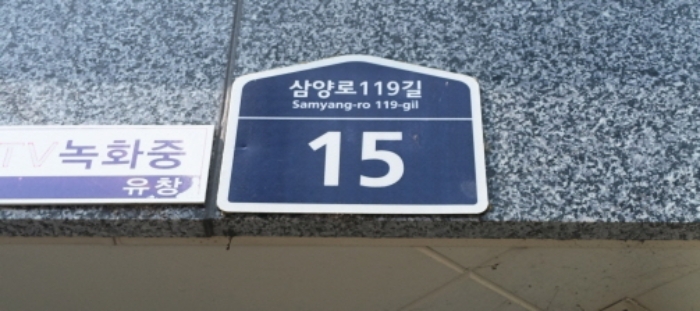 삼양로119길
Samyang-ro 119-gil
15
TV녹화중
유창